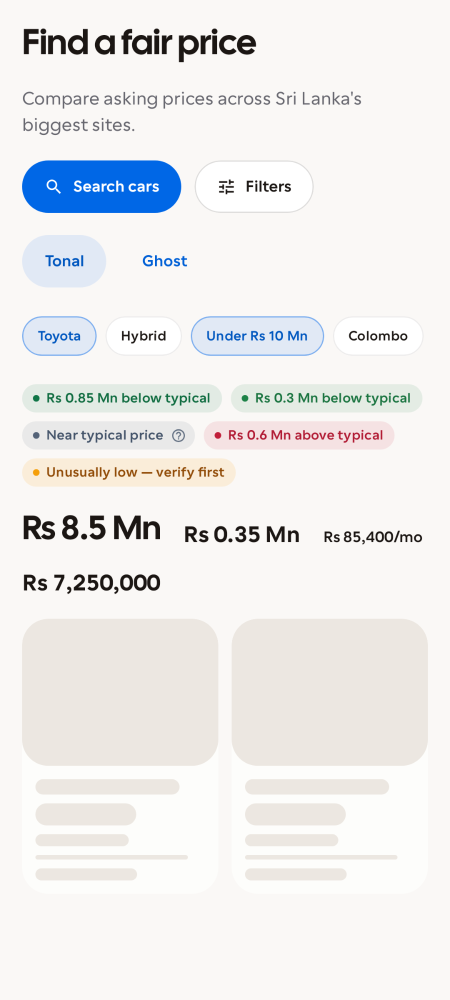 Find a fair price
Compare asking prices across Sri Lanka's
biggest sites.
Search cars Filters
Tonal Ghost
Toyota Hybrid Under Rs 10 Mn Colombo
Rs 0.85 Mn below typical Rs 0.3 Mn below typical
Near typical price Rs 0.6 Mn above typical
Unusually low — verify first
Rs 8.5 Mn Rs 0.35 Mn Rs 85,400/mo
Rs 7,250,000